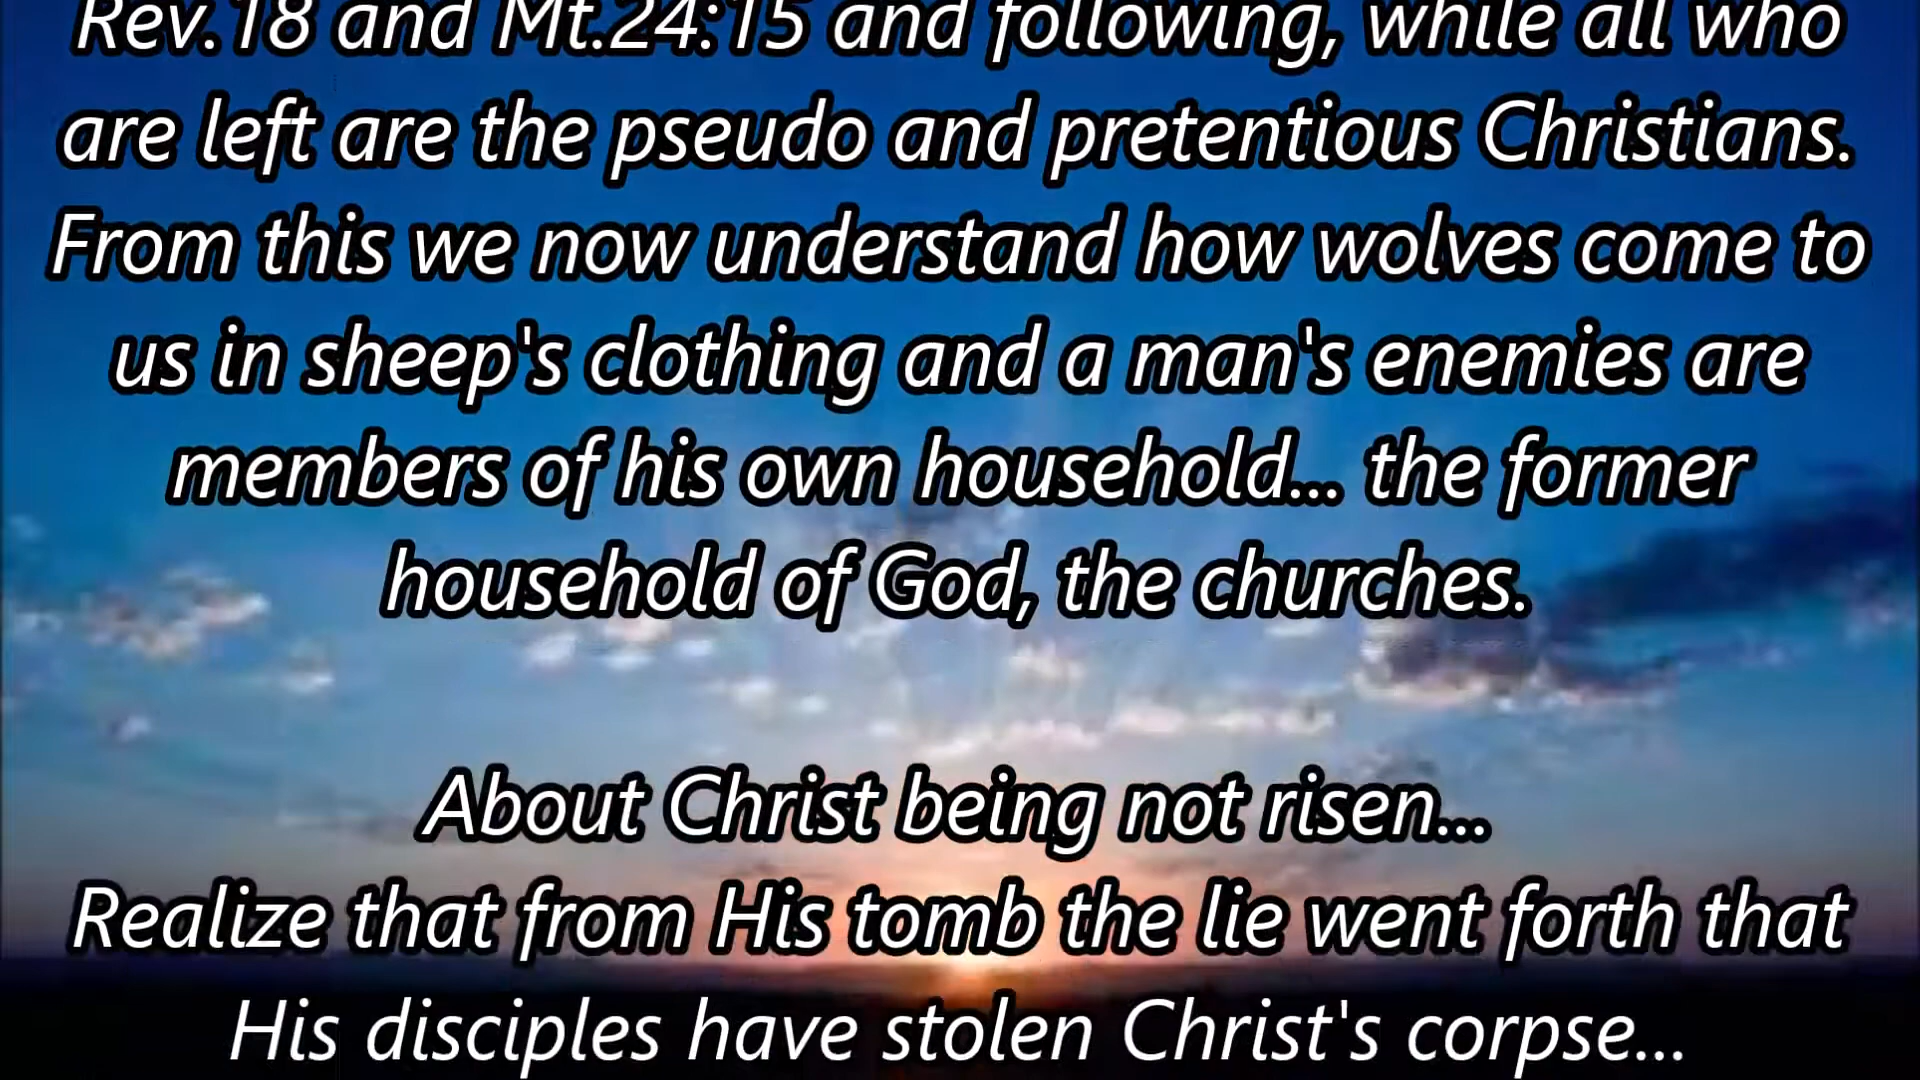 Rev.18 and Mt.24:15 and following, while all who
are left are the pseudo and pretentious Christians.
From this we now understand how wolves come to
us in sheep's clothing and a man's enemies are
members of his own household... the former
household of God, the churches.
About Christ being not risen...
Realize that from His tomb the lie went forth that
His disciples have stolen Christ's corpse...